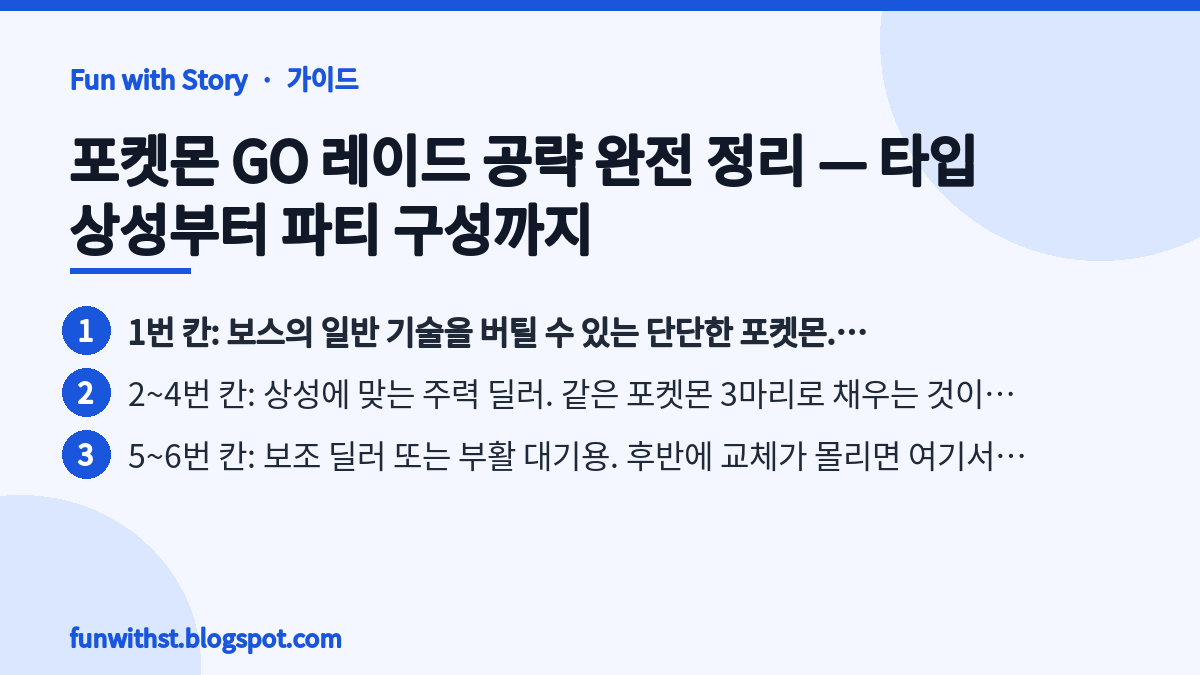 Fun with Story · 가이드
포켓몬 GO 레이드 공략 완전 정리 — 타입
상성부터 파티 구성까지
1 1번 칸: 보스의 일반 기술을 버틸 수 있는 단단한 포켓몬.…
2 2~4번 칸: 상성에 맞는 주력 딜러. 같은 포켓몬 3마리로 채우는 것이…
3 5~6번 칸: 보조 딜러 또는 부활 대기용. 후반에 교체가 몰리면 여기서…
funwithst.blogspot.com